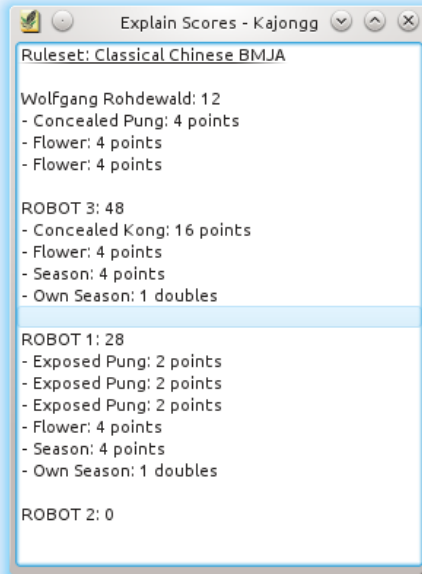 Explain Scores - Kajongg
Ruleset: Classical Chinese BMJA
Wolfgang Rohdewald: 12
- Concealed Pung: 4 points
- Flower: 4 points
- Flower: 4 points
ROBOT 3: 48
- Concealed Kong: 16 points
- Flower: 4 points
- Season: 4 points
- Own Season: 1 doubles
ROBOT 1: 28
- Exposed Pung: 2 points
- Exposed Pung: 2 points
- Exposed Pung: 2 points
- Flower: 4 points
- Season: 4 points
- Own Season: 1 doubles
ROBOT 2: 0